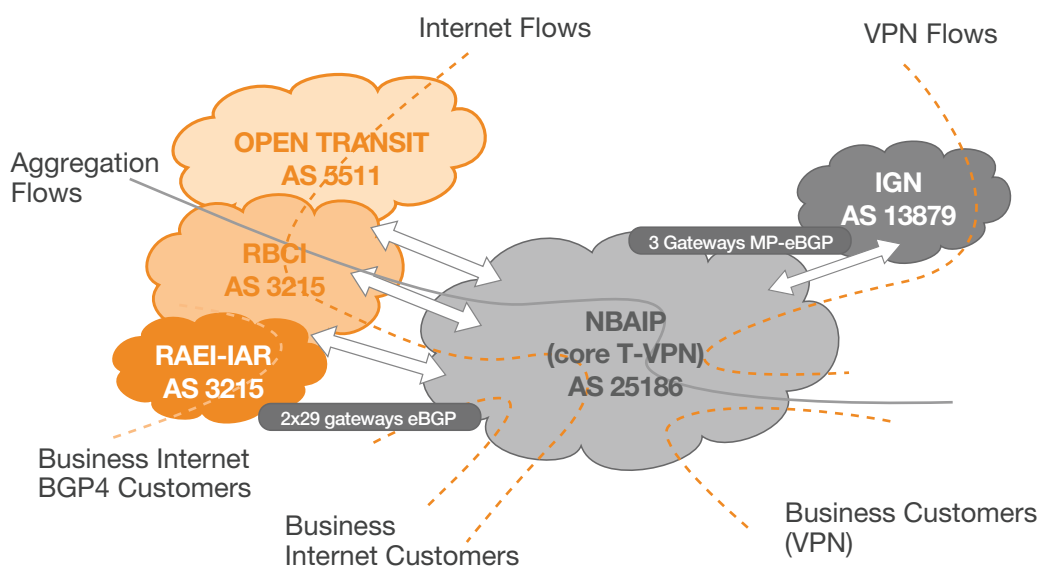 Internet Flows
VPN Flows
OPEN TRANSIT
AS 5511
Aggregation
Flows
IGN
AS 13879
RBCI
AS 3215
3 Gateways MP-eBGP
NBAIP
(core T-VPN)
AS 25186
RAEI-IAR
AS 3215
2x29 gateways eBGP
Business Internet
BGP4 Customers
Business
Internet Customers
Business Customers
(VPN)